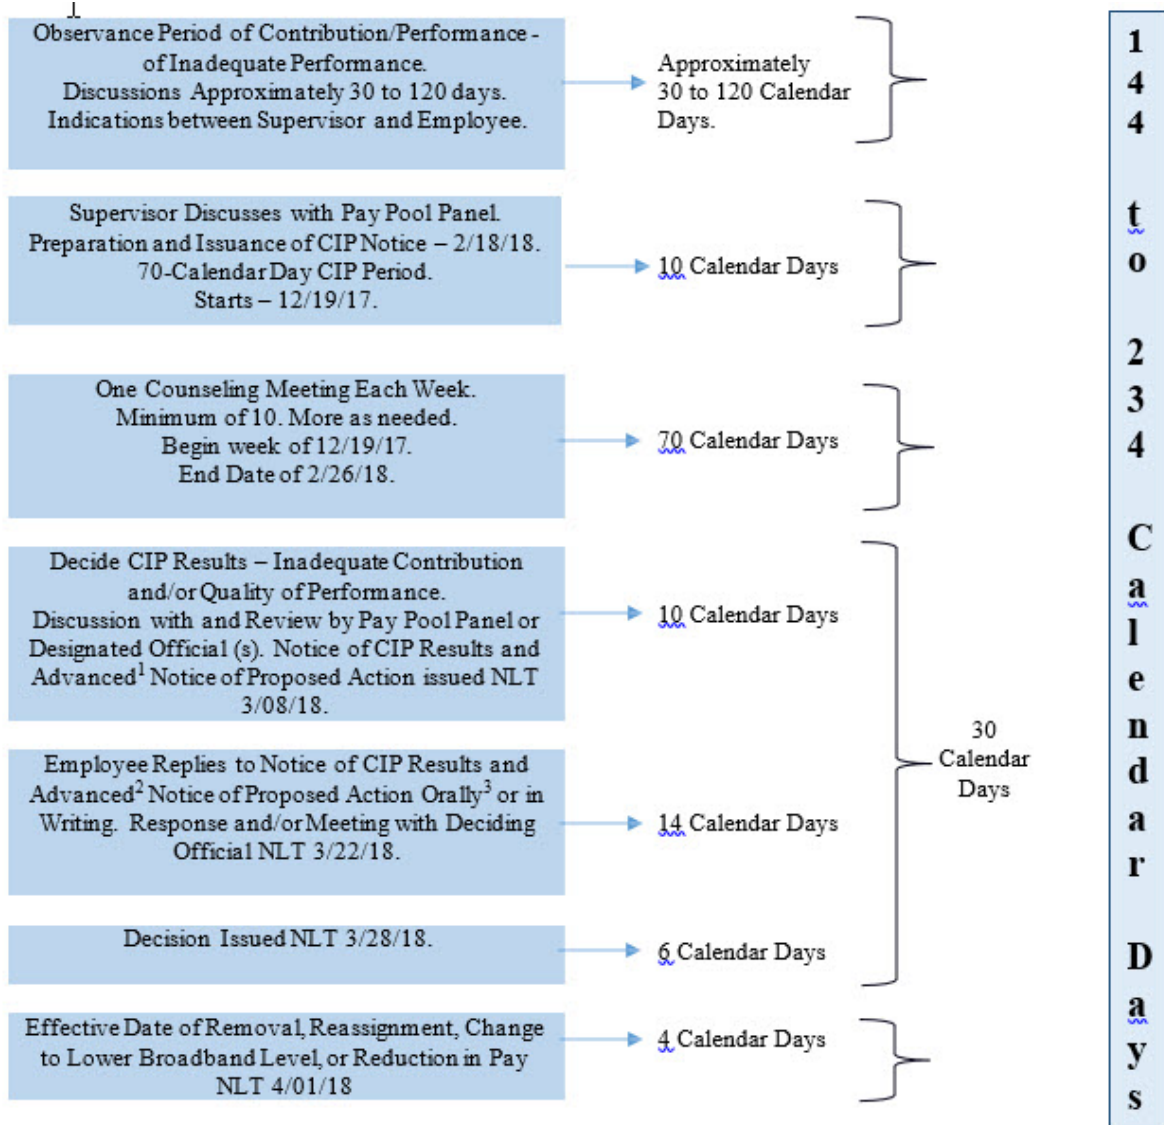 Observance Period of Contribution/Performance -
of Inadequate Performance.
Discussions Approximately 30 to 120 days.
Indications between Supervisor and Employee.
Approximately
30 to 120 Calendar
Days.
Supervisor Discusses with Pay Pool Panel.
Preparation and Issuance of CIP Notice – 2/18/18.
70-Calendar Day CIP Period.
Starts – 12/19/17.
10 Calendar Days
One Counseling Meeting Each Week.
Minimum of 10. More as needed.
Begin week of 12/19/17.
End Date of 2/26/18.
70 Calendar Days
Decide CIP Results – Inadequate Contribution
and/or Quality of Performance.
Discussion with and Review by Pay Pool Panel or
Designated Official (s). Notice of CIP Results and
Advanced¹ Notice of Proposed Action issued NLT
3/08/18.
10 Calendar Days
Employee Replies to Notice of CIP Results and
Advanced² Notice of Proposed Action Orally³ or in
Writing. Response and/or Meeting with Deciding
Official NLT 3/22/18.
14 Calendar Days
Decision Issued NLT 3/28/18.
6 Calendar Days
30
Calendar
Days
Effective Date of Removal, Reassignment, Change
to Lower Broadband Level, or Reduction in Pay
NLT 4/01/18
4 Calendar Days
144 to 234 Calendar Days